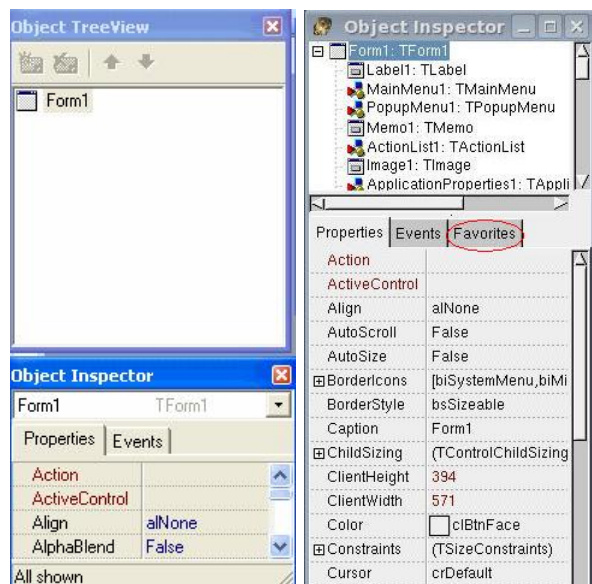 Object TreeView
Form1
Object Inspector
Form1 TForm1
Properties Events
Action
ActiveControl
Align alNone
AlphaBlend False
All shown
Object Inspector
Form1: TForm1
Label1: TLabel
MainMenu1: TMainMenu
PopupMenu1: TPopupMenu
Memo1: TMemo
ActionList1: TActionList
Image1: TImage
ApplicationProperties1: TAppli
Properties Events Favorites
Action
ActiveControl
Align alNone
AutoScroll False
AutoSize False
BorderIcons [biSystemMenu,biMi
BorderStyle bsSizeable
Caption Form1
ChildSizing (TControlChildSizing
ClientHeight 394
ClientWidth 571
Color clBtnFace
Constraints (TSizeConstraints)
Cursor crDefault